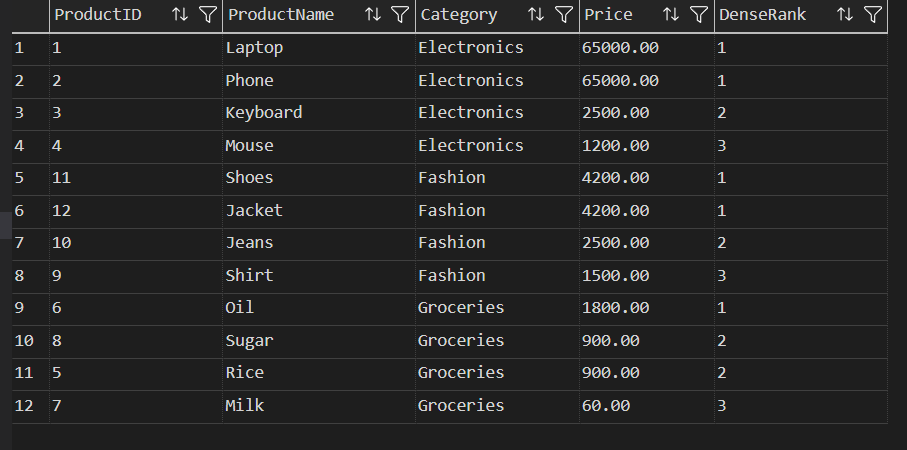 ProductID ProductName Category Price DenseRank
1 1 Laptop Electronics 65000.00 1
2 2 Phone Electronics 65000.00 1
3 3 Keyboard Electronics 2500.00 2
4 4 Mouse Electronics 1200.00 3
5 11 Shoes Fashion 4200.00 1
6 12 Jacket Fashion 4200.00 1
7 10 Jeans Fashion 2500.00 2
8 9 Shirt Fashion 1500.00 3
9 6 Oil Groceries 1800.00 1
10 8 Sugar Groceries 900.00 2
11 5 Rice Groceries 900.00 2
12 7 Milk Groceries 60.00 3